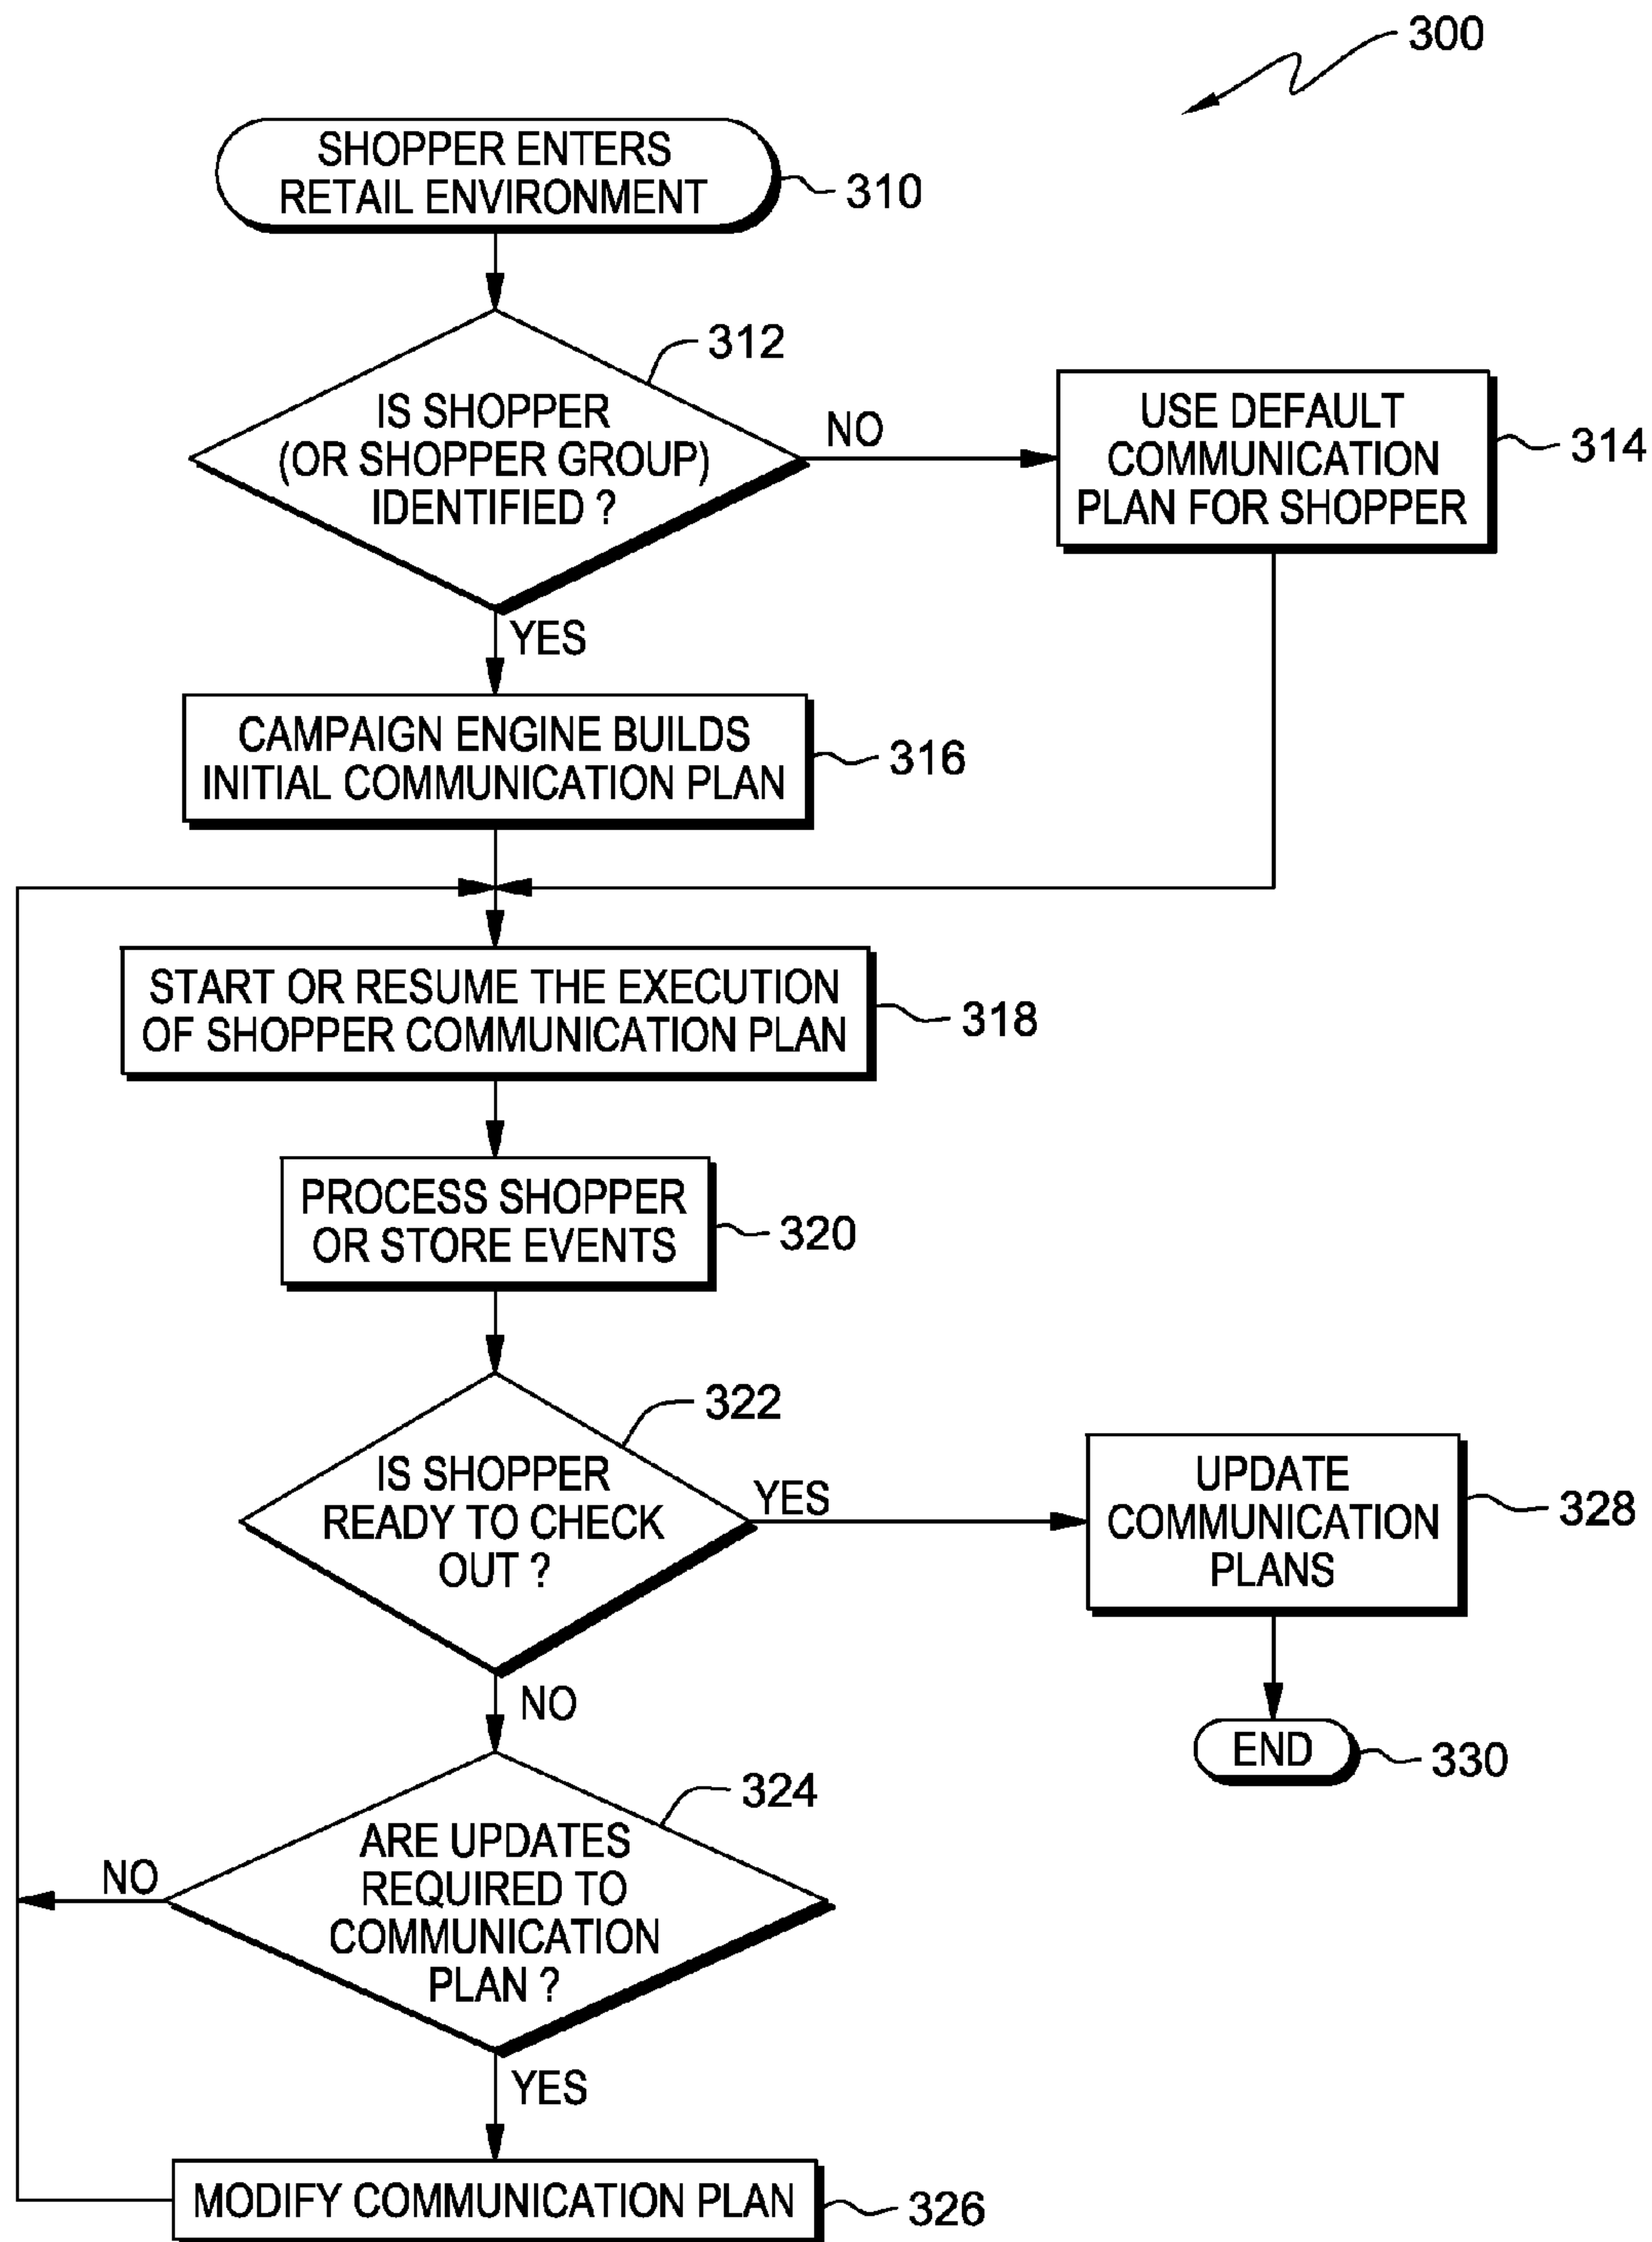 300
SHOPPER ENTERS
RETAIL ENVIRONMENT
310
312
IS SHOPPER
(OR SHOPPER GROUP)
IDENTIFIED ?
NO
USE DEFAULT
COMMUNICATION
PLAN FOR SHOPPER
314
YES
CAMPAIGN ENGINE BUILDS
INITIAL COMMUNICATION PLAN
316
START OR RESUME THE EXECUTION
OF SHOPPER COMMUNICATION PLAN
318
PROCESS SHOPPER
OR STORE EVENTS
320
322
IS SHOPPER
READY TO CHECK
OUT ?
YES
UPDATE
COMMUNICATION
PLANS
328
NO
END
330
324
ARE UPDATES
REQUIRED TO
COMMUNICATION
PLAN ?
NO
YES
MODIFY COMMUNICATION PLAN
326